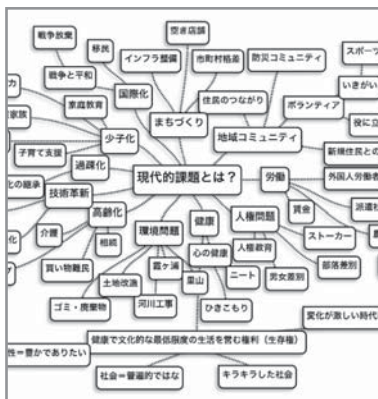 空き店舗
戦争放棄
移民
スポーツ
インフラ整備
市町村格差
防災コミュニティ
戦争と平和
国際化
住民のつながり
ボランティア
いきがい
家庭教育
まちづくり
地域コミュニティ
役に立
家族
少子化
子育て支援
新規住民との
過疎化
現代的課題とは？
労働
外国人労働者
化の継承
技術革新
健康
賃金
派遣社
高齢化
人権問題
環境問題
心の健康
ストーカー
介護
相続
人権教育
霞ヶ浦
部落差別
買い物難民
ニート
男女差別
土地改漁
里山
ゴミ・廃棄物
河川工事
ひきこもり
変化が激しい時代
健康で文化的な最低限度の生活を営む権利（生存権）
性＝豊かでありたい
社会＝普遍的ではな
キラキラした社会